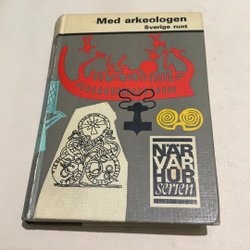 Med arkeologen
Sverige runt
NÄR
VAR
HUR
serien